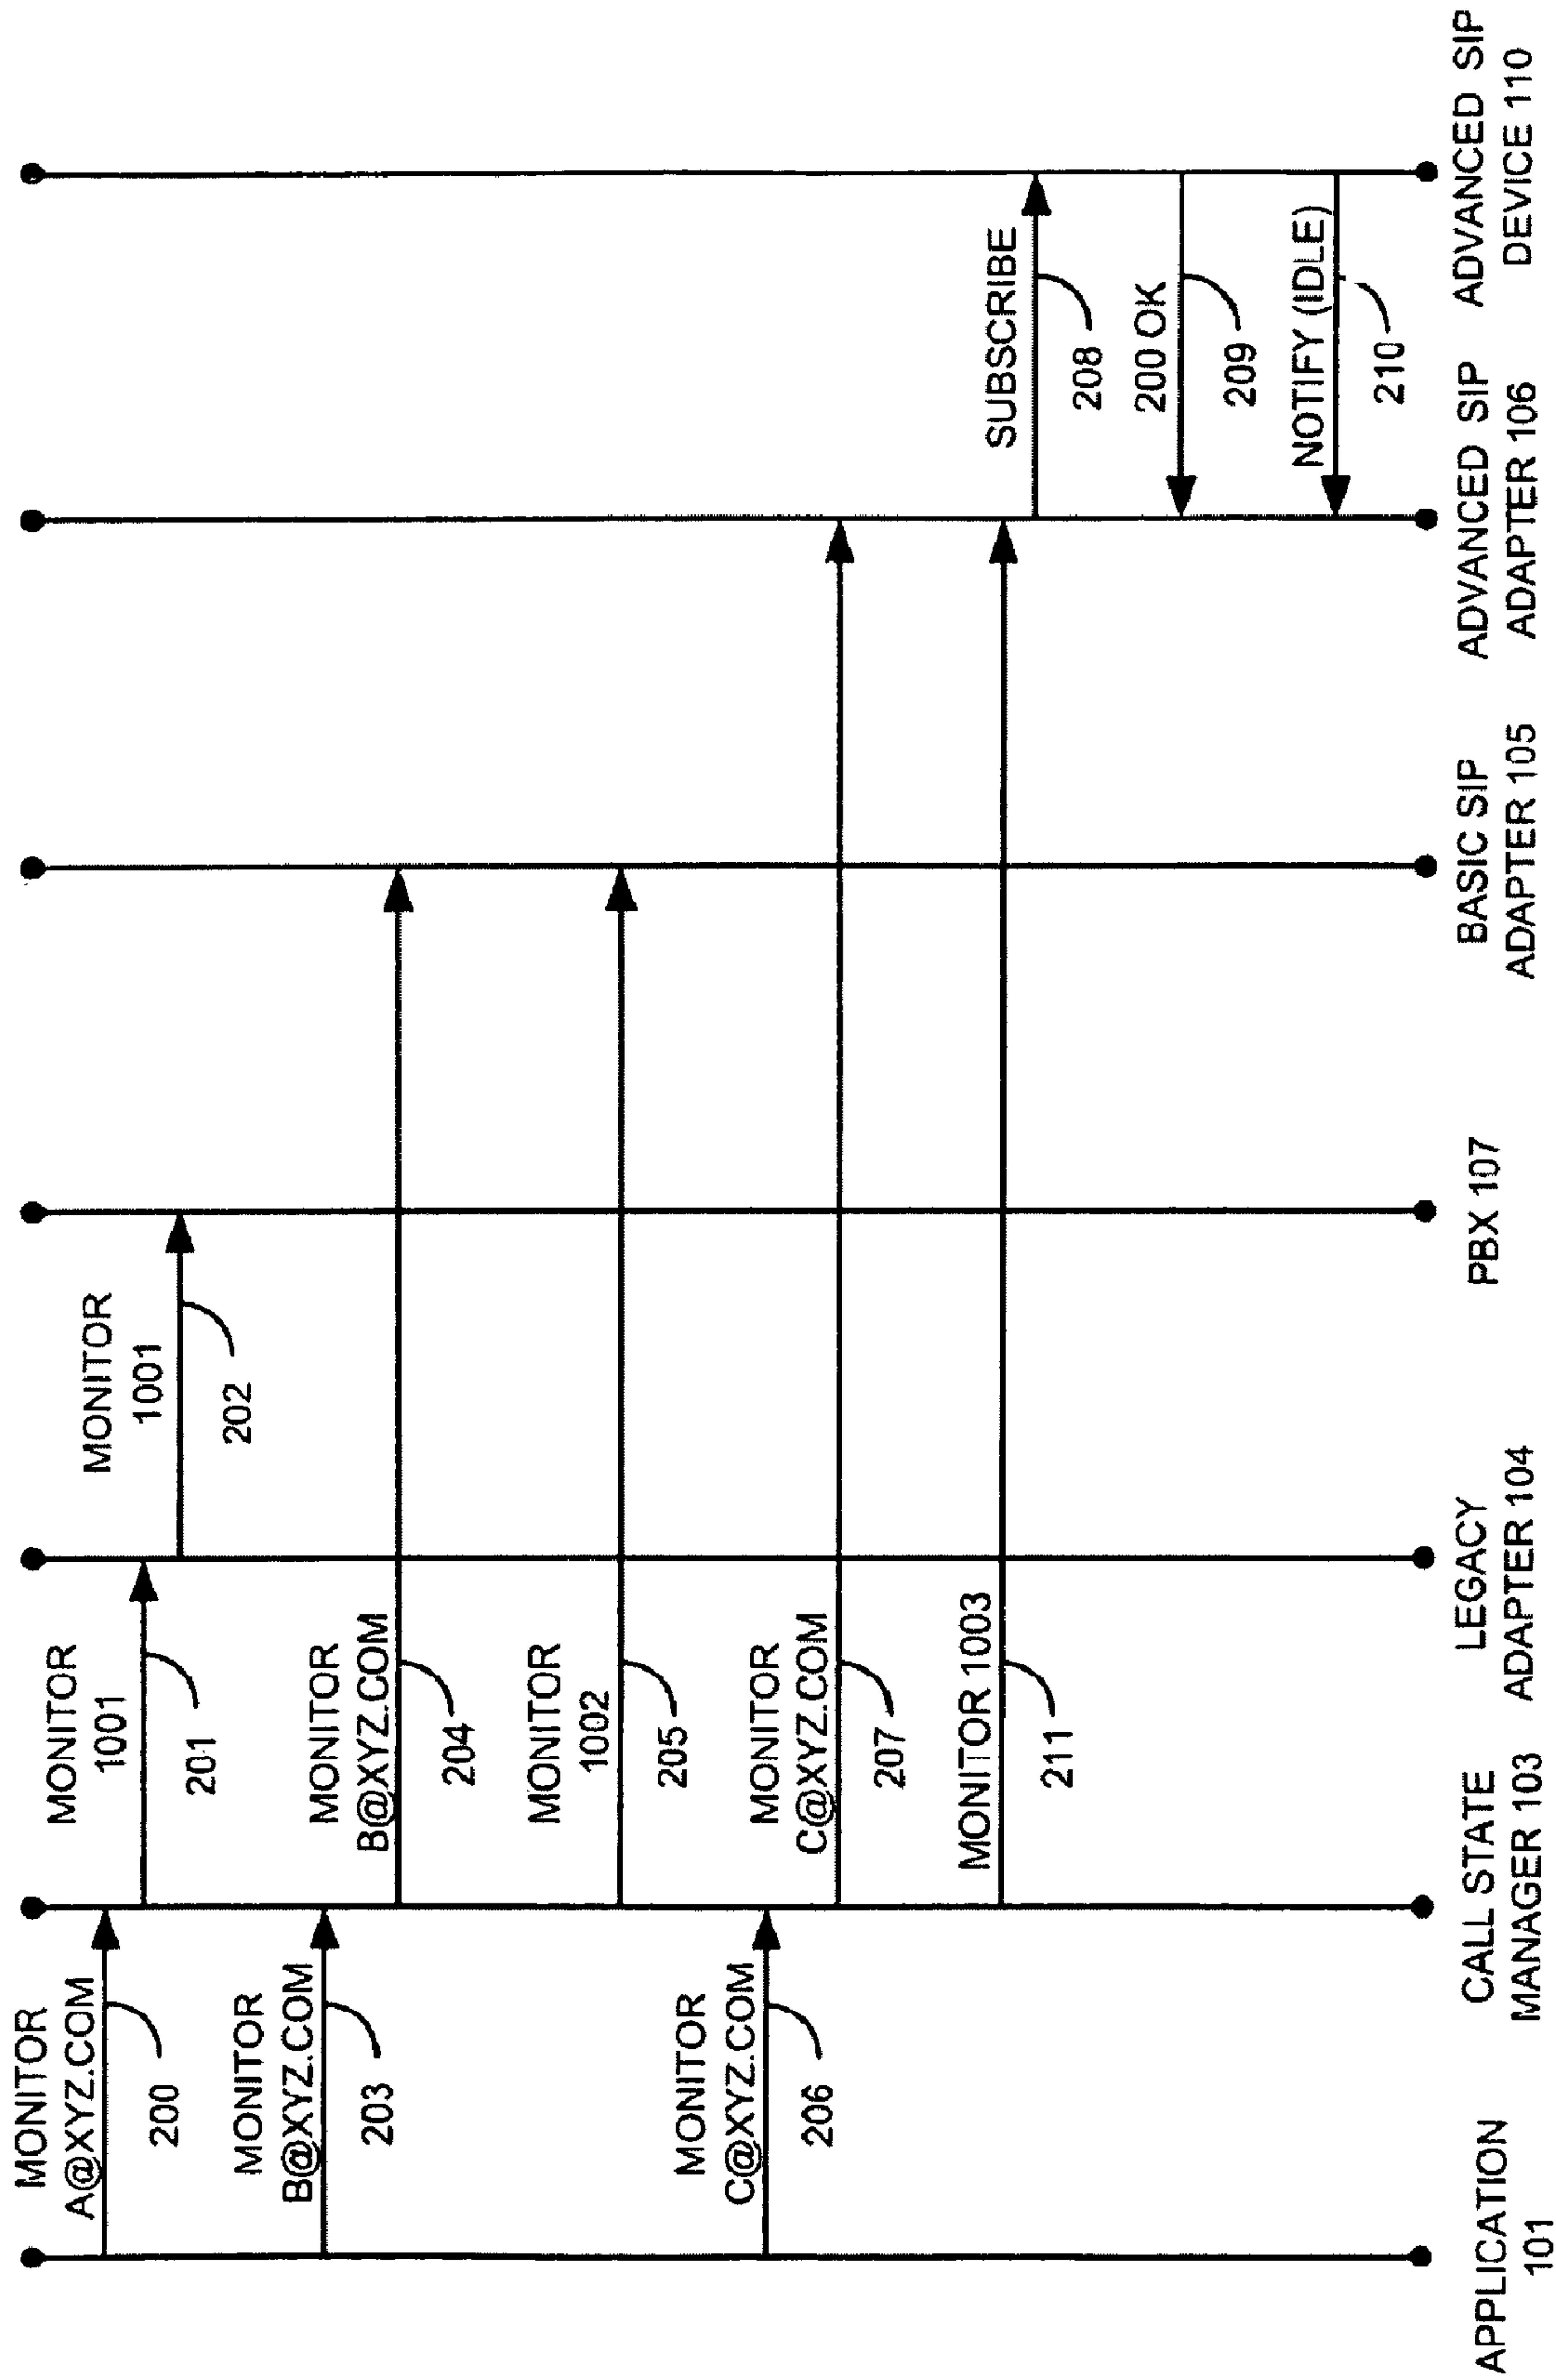 MONITOR
A@XYZ.COM
200
MONITOR
1001
201
MONITOR
1001
202
MONITOR
B@XYZ.COM
203
MONITOR
B@XYZ.COM
204
MONITOR
1002
205
MONITOR
C@XYZ.COM
206
MONITOR
C@XYZ.COM
207
MONITOR 1003
211
SUBSCRIBE
208
200 OK
209
NOTIFY (IDLE)
210
APPLICATION
101
CALL STATE
MANAGER 103
LEGACY
ADAPTER 104
PBX 107
BASIC SIP
ADAPTER 105
ADVANCED SIP
ADAPTER 106
ADVANCED SIP
DEVICE 110